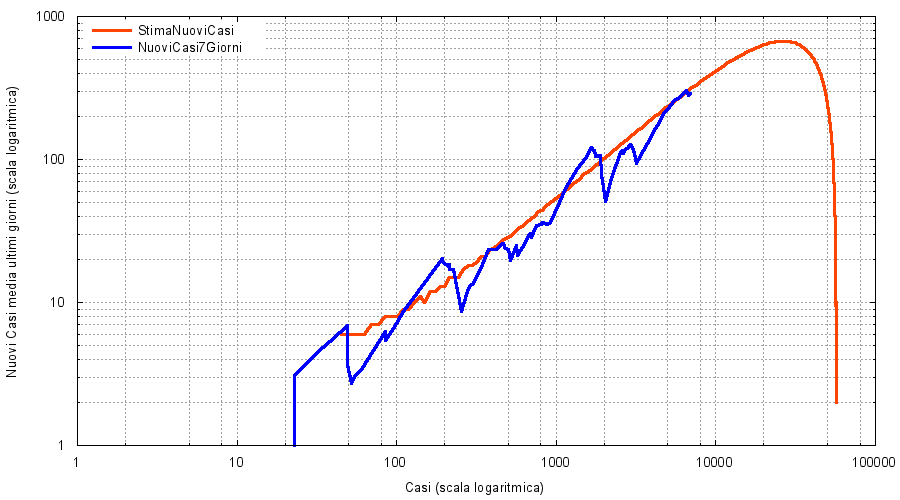 1000
StimaNuoviCasi
NuoviCasi7Giorni
100
10
1
Nuovi Casi media ultimi giorni (scala logaritmica)
1
10
100
1000
10000
100000
Casi (scala logaritmica)